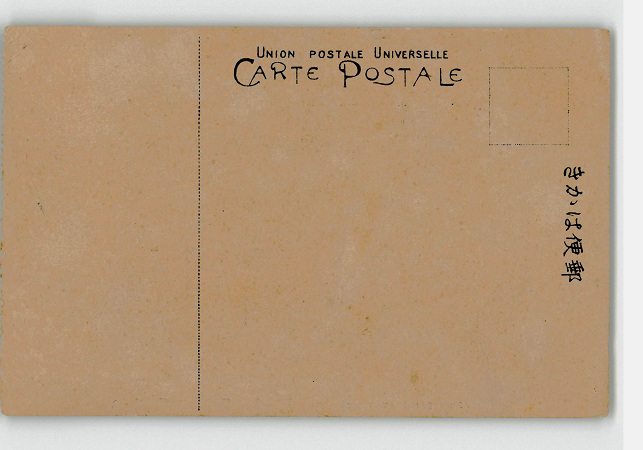 UNION POSTALE UNIVERSELLE
CARTE POSTALE
きかは便郵